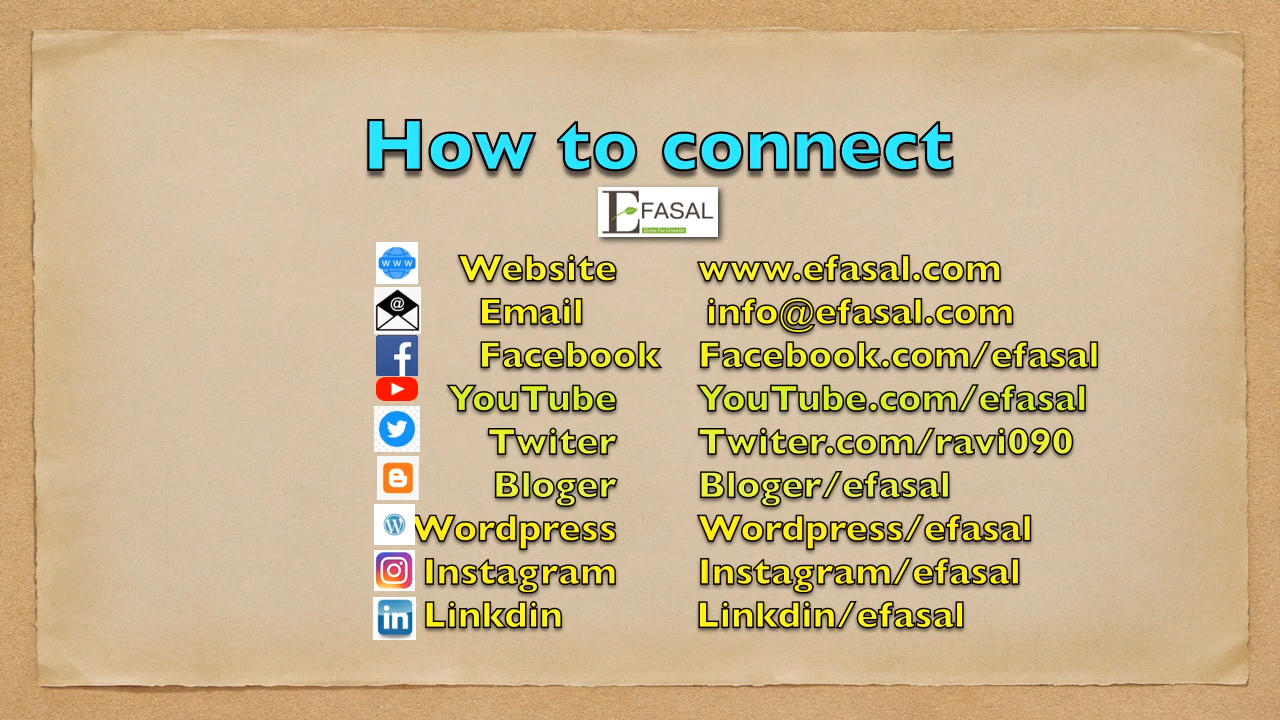 How to connect
EFASAL
Website www.efasal.com
Email info@efasal.com
Facebook Facebook.com/efasal
YouTube YouTube.com/efasal
Twiter Twiter.com/ravi090
Bloger Bloger/efasal
Wordpress Wordpress/efasal
Instagram Instagram/efasal
Linkdin Linkdin/efasal